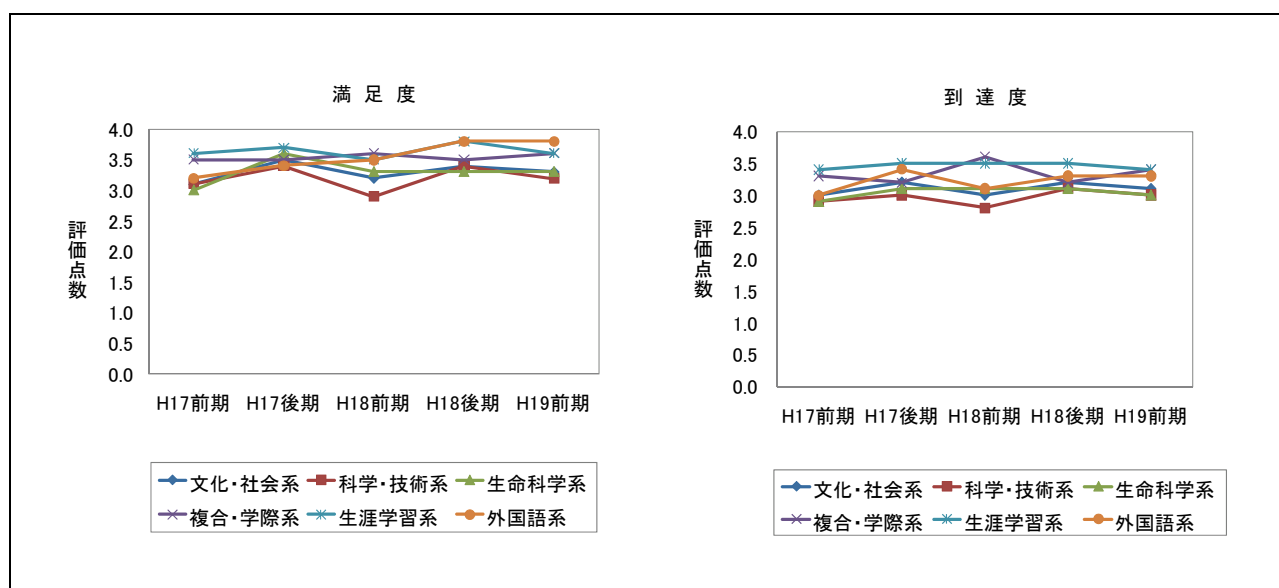 満 足 度
評価点数
4.0
3.5
3.0
2.5
2.0
1.5
1.0
0.5
0.0
H17前期 H17後期 H18前期 H18後期 H19前期
文化・社会系 科学・技術系 生命科学系
複合・学際系 生涯学習系 外国語系
到 達 度
評価点数
4.0
3.5
3.0
2.5
2.0
1.5
1.0
0.5
0.0
H17前期 H17後期 H18前期 H18後期 H19前期
文化・社会系 科学・技術系 生命科学系
複合・学際系 生涯学習系 外国語系